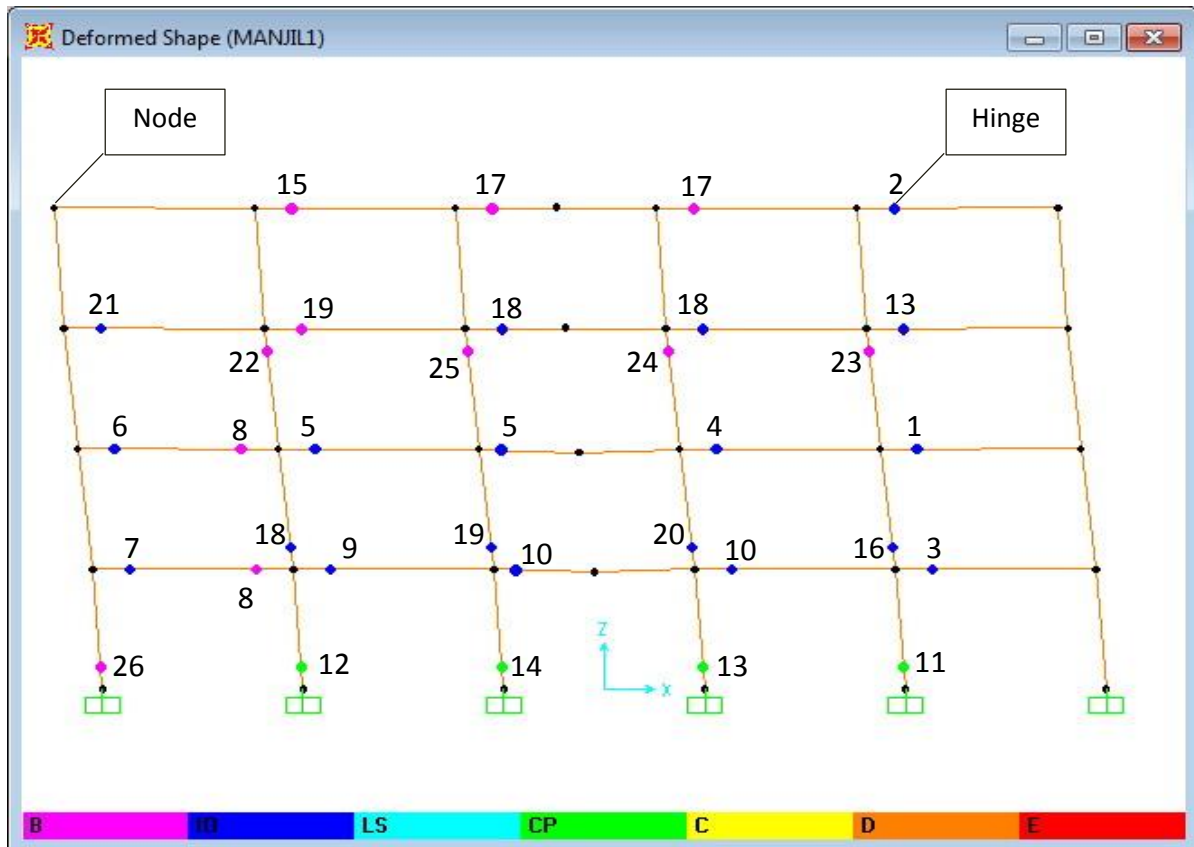 Deformed Shape (MANJIL1)
Node
Hinge
15 17 17 2
21 19 18 18 13
22 25 24 23
6 8 5 5 4 1
18 19 20 16
7 9 10 10 3
8
26 12 14 13 11
Z
X
B IO LS CP C D E